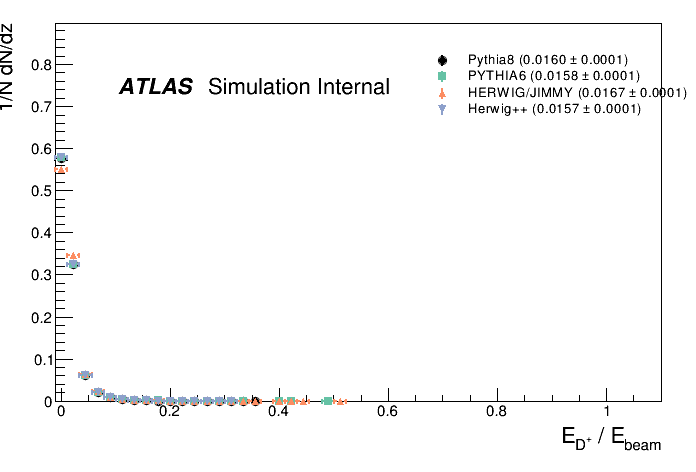 1/N dN/dz
ATLAS Simulation Internal
Pythia8 (0.0160 ± 0.0001)
PYTHIA6 (0.0158 ± 0.0001)
HERWIG/JIMMY (0.0167 ± 0.0001)
Herwig++ (0.0157 ± 0.0001)
0.8
0.7
0.6
0.5
0.4
0.3
0.2
0.1
0
0 0.2 0.4 0.6 0.8 1
E_D⁺ / E_beam